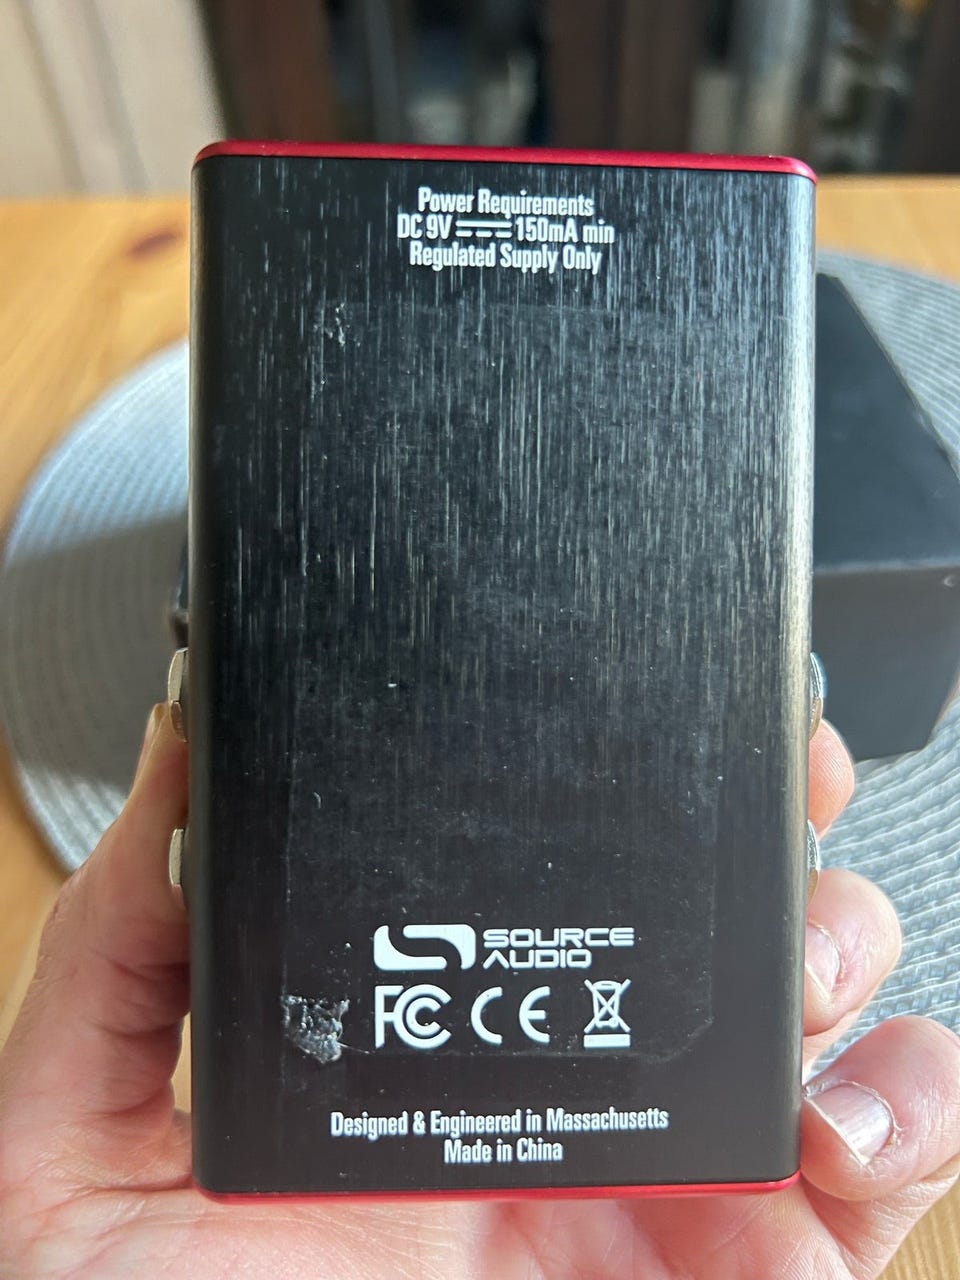 Power Requirements
DC 9V ⎓ 150mA min
Regulated Supply Only
SOURCE
AUDIO
FC CE
Designed & Engineered in Massachusetts
Made in China